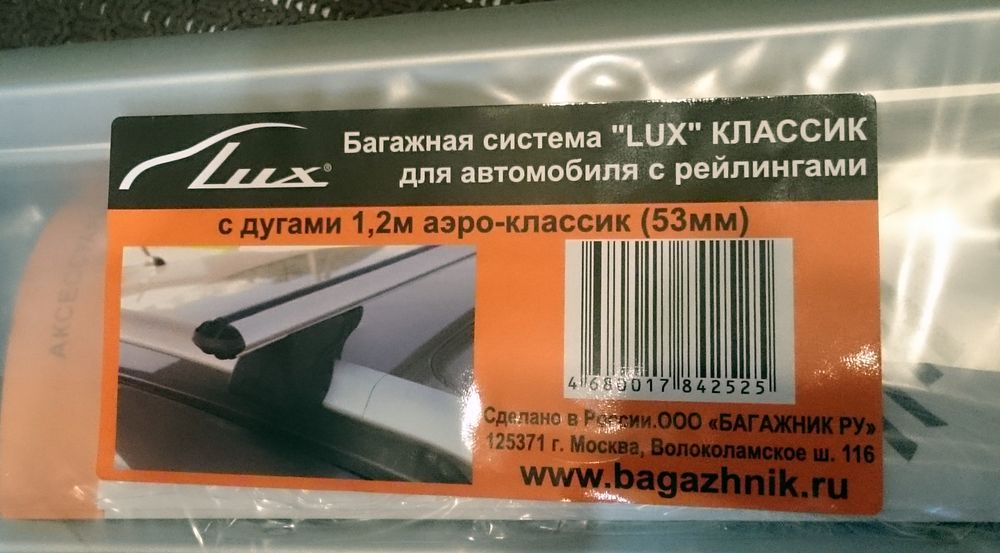 Lux®
Багажная система "LUX" КЛАССИК
для автомобиля с рейлингами
с дугами 1,2м аэро-классик (53мм)
4 680017 842525
Сделано в России.ООО «БАГАЖНИК РУ»
125371 г. Москва, Волоколамское ш. 116
www.bagazhnik.ru